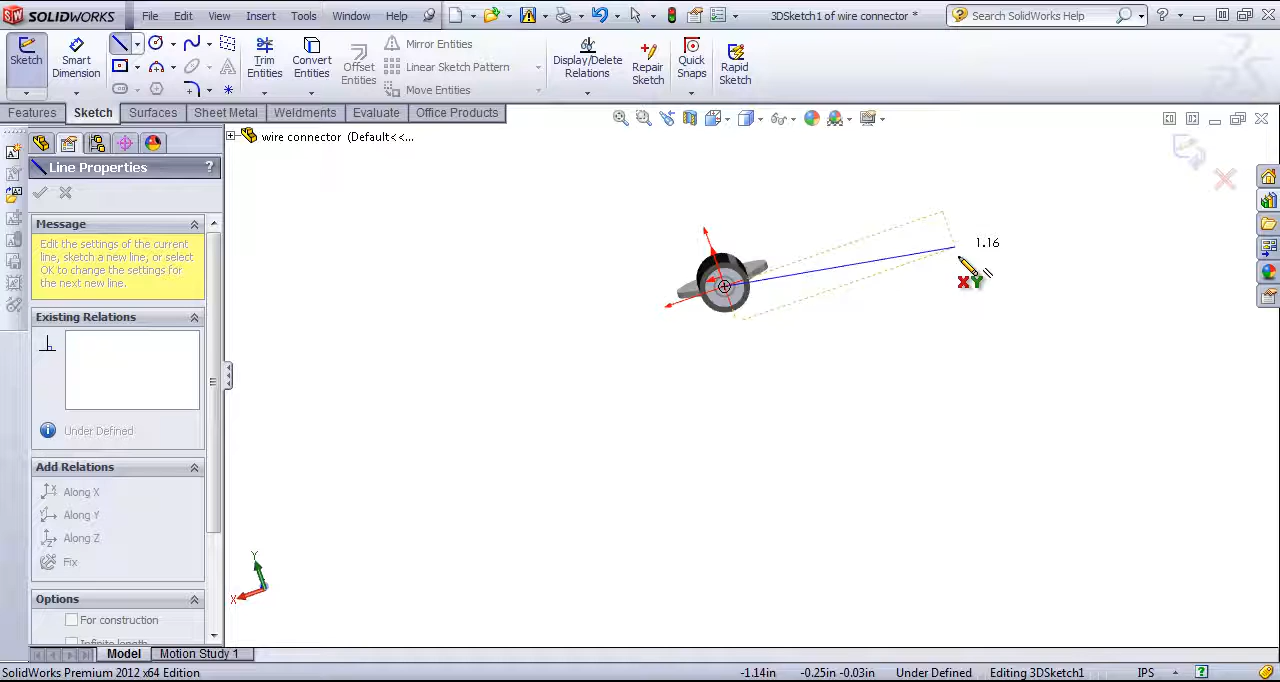 SOLIDWORKS File Edit View Insert Tools Window Help 3DSketch1 of wire connector * Search SolidWorks Help
Sketch Smart Dimension Trim Entities Convert Entities Offset Entities Mirror Entities Linear Sketch Pattern Move Entities Display/Delete Relations Repair Sketch Quick Snaps Rapid Sketch
Features Sketch Surfaces Sheet Metal Weldments Evaluate Office Products
wire connector (Default<<...
Line Properties ?
Message
Edit the settings of the current
line, sketch a new line, or select
OK to change the settings for
the next new line.
1.16
X Y
Existing Relations
Under Defined
Add Relations
Along X
Along Y
Along Z
Fix
Options
For construction
Infinite length
Y
X
Model Motion Study 1
SolidWorks Premium 2012 x64 Edition -1.14in -0.25in -0.03in Under Defined Editing 3DSketch1 IPS ?